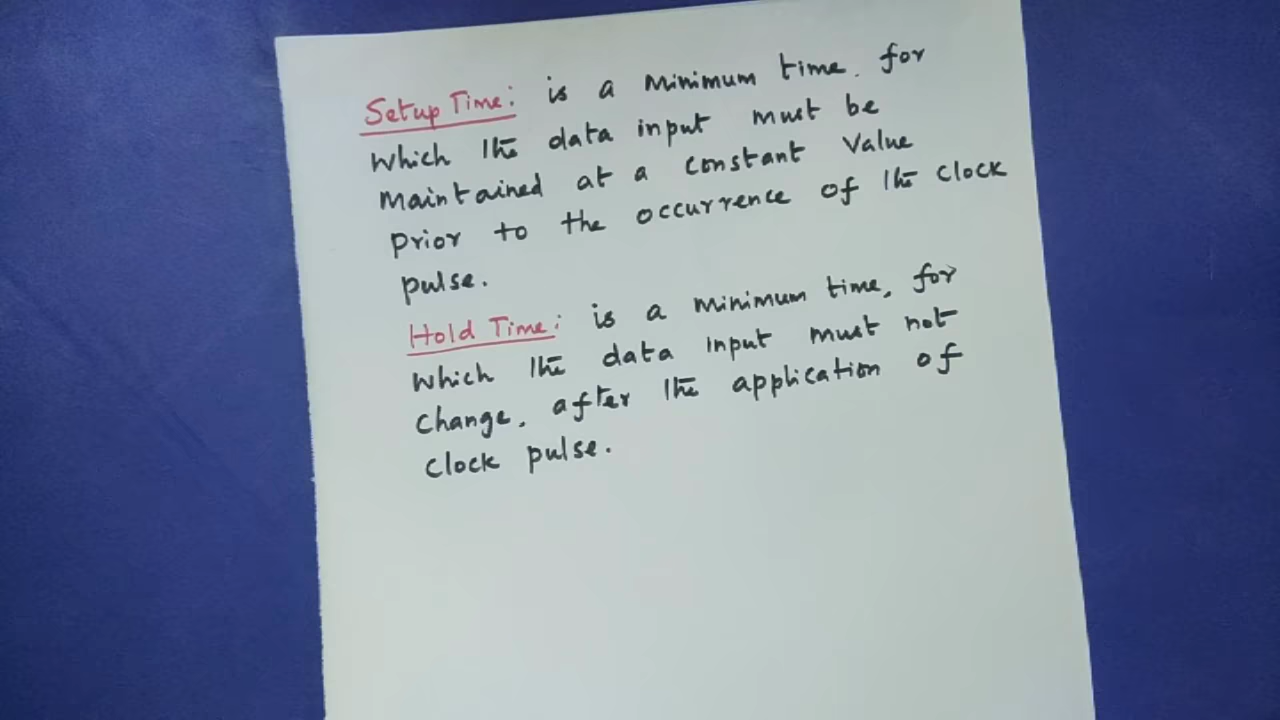 Setup Time: is a minimum time. for
which the data input must be
maintained at a constant value
prior to the occurrence of the clock
pulse.
Hold Time: is a minimum time, for
which the data input must not
change, after the application of
clock pulse.